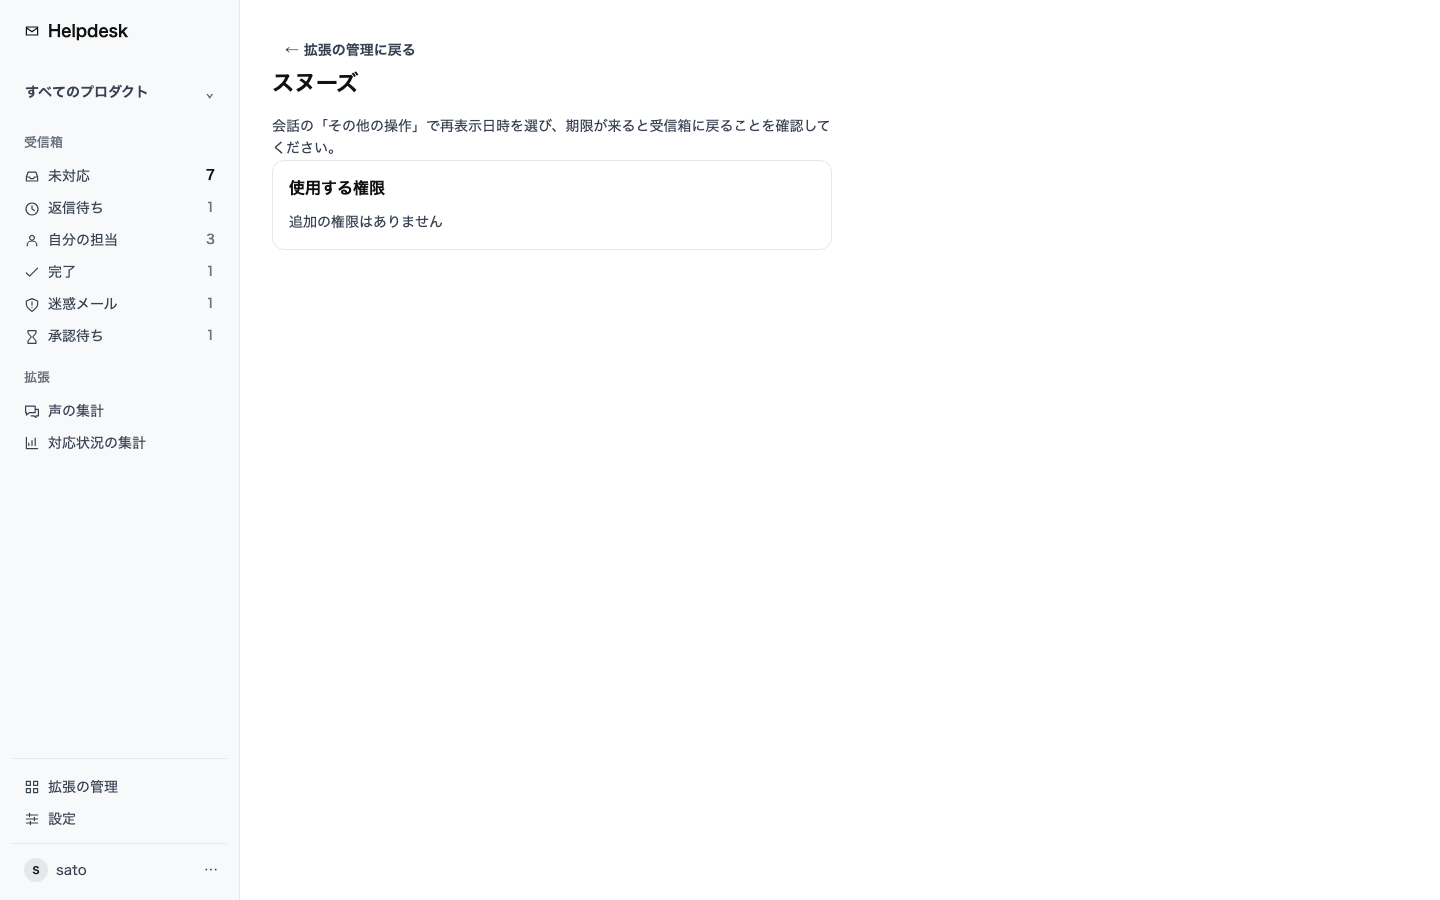 Helpdesk
すべてのプロダクト
受信箱
未対応 7
返信待ち 1
自分の担当 3
完了 1
迷惑メール 1
承認待ち 1
拡張
声の集計
対応状況の集計
拡張の管理
設定
S sato …
← 拡張の管理に戻る
スヌーズ
会話の「その他の操作」で再表示日時を選び、期限が来ると受信箱に戻ることを確認して
ください。
使用する権限
追加の権限はありません